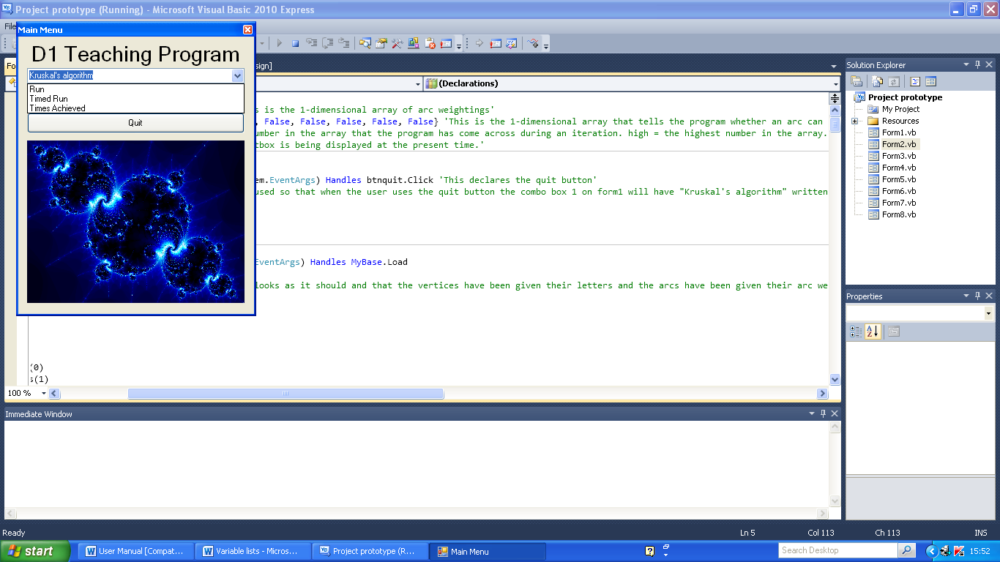 Project prototype (Running) - Microsoft Visual Basic 2010 Express
File
Main Menu
D1 Teaching Program
Kruskal's algorithm
Run
Timed Run
Times Achieved
Quit
sign]
(Declarations)
s is the 1-dimensional array of arc weightings'
, False, False, False, False, False} 'This is the 1-dimensional array that tells the program whether an arc can
umber in the array that the program has come across during an iteration. high = the highest number in the array.
tbox is being displayed at the present time.'
em.EventArgs) Handles btnquit.Click 'This declares the quit button'
used so that when the user uses the quit button the combo box 1 on form1 will have "Kruskal's algorithm" written
EventArgs) Handles MyBase.Load
looks as it should and that the vertices have been given their letters and the arcs have been given their arc we
(0)
s(1)
100 %
Solution Explorer
Project prototype
My Project
Resources
Form1.vb
Form2.vb
Form3.vb
Form4.vb
Form5.vb
Form6.vb
Form7.vb
Form8.vb
Properties
Immediate Window
Ready
Ln 5
Col 113
Ch 113
INS
start
User Manual [Compat...
Variable lists - Micros...
Project prototype (R...
Main Menu
Search Desktop
15:52